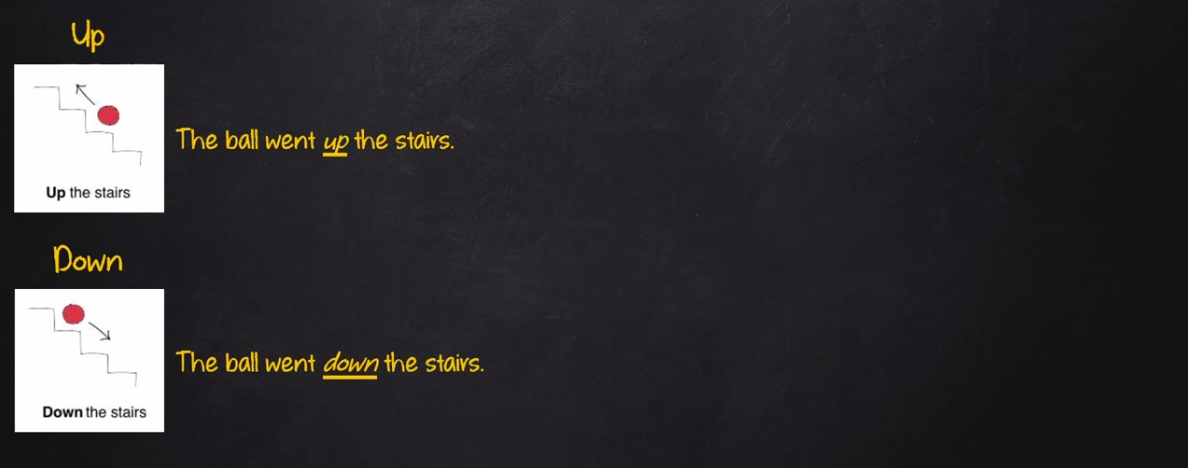 Up
Up the stairs
The ball went up the stairs.
Down
Down the stairs
The ball went down the stairs.